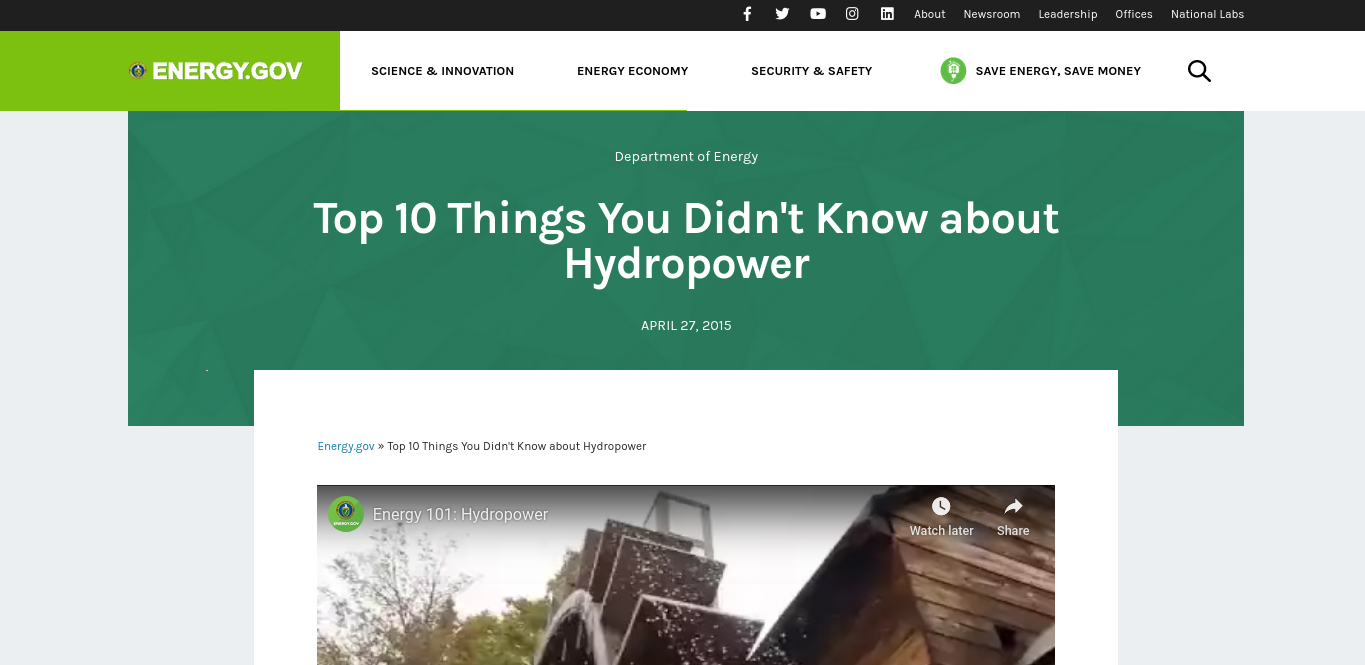 About Newsroom Leadership Offices National Labs
ENERGY.GOV
SCIENCE & INNOVATION ENERGY ECONOMY SECURITY & SAFETY SAVE ENERGY, SAVE MONEY
Department of Energy
Top 10 Things You Didn't Know about
Hydropower
APRIL 27, 2015
Energy.gov » Top 10 Things You Didn't Know about Hydropower
ENERGY.GOV
Energy 101: Hydropower
Watch later Share